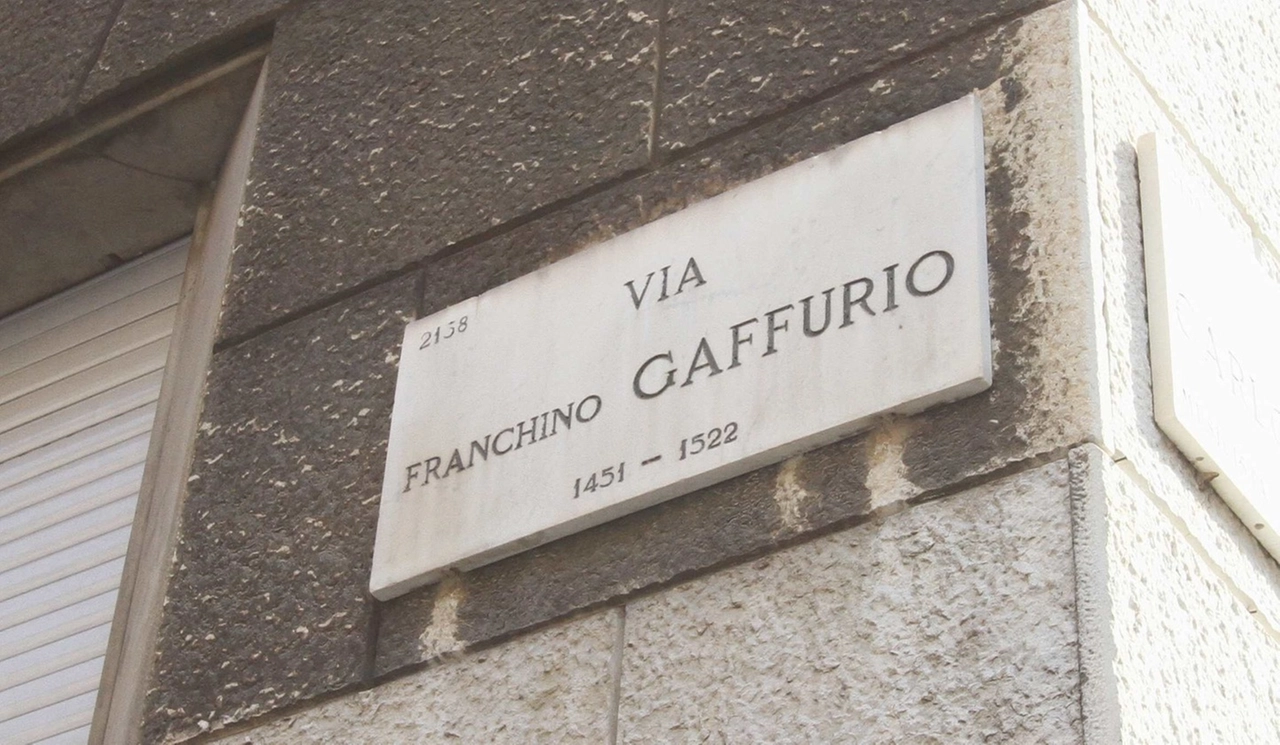 2138
VIA
FRANCHINO GAFFURIO
1451 - 1522